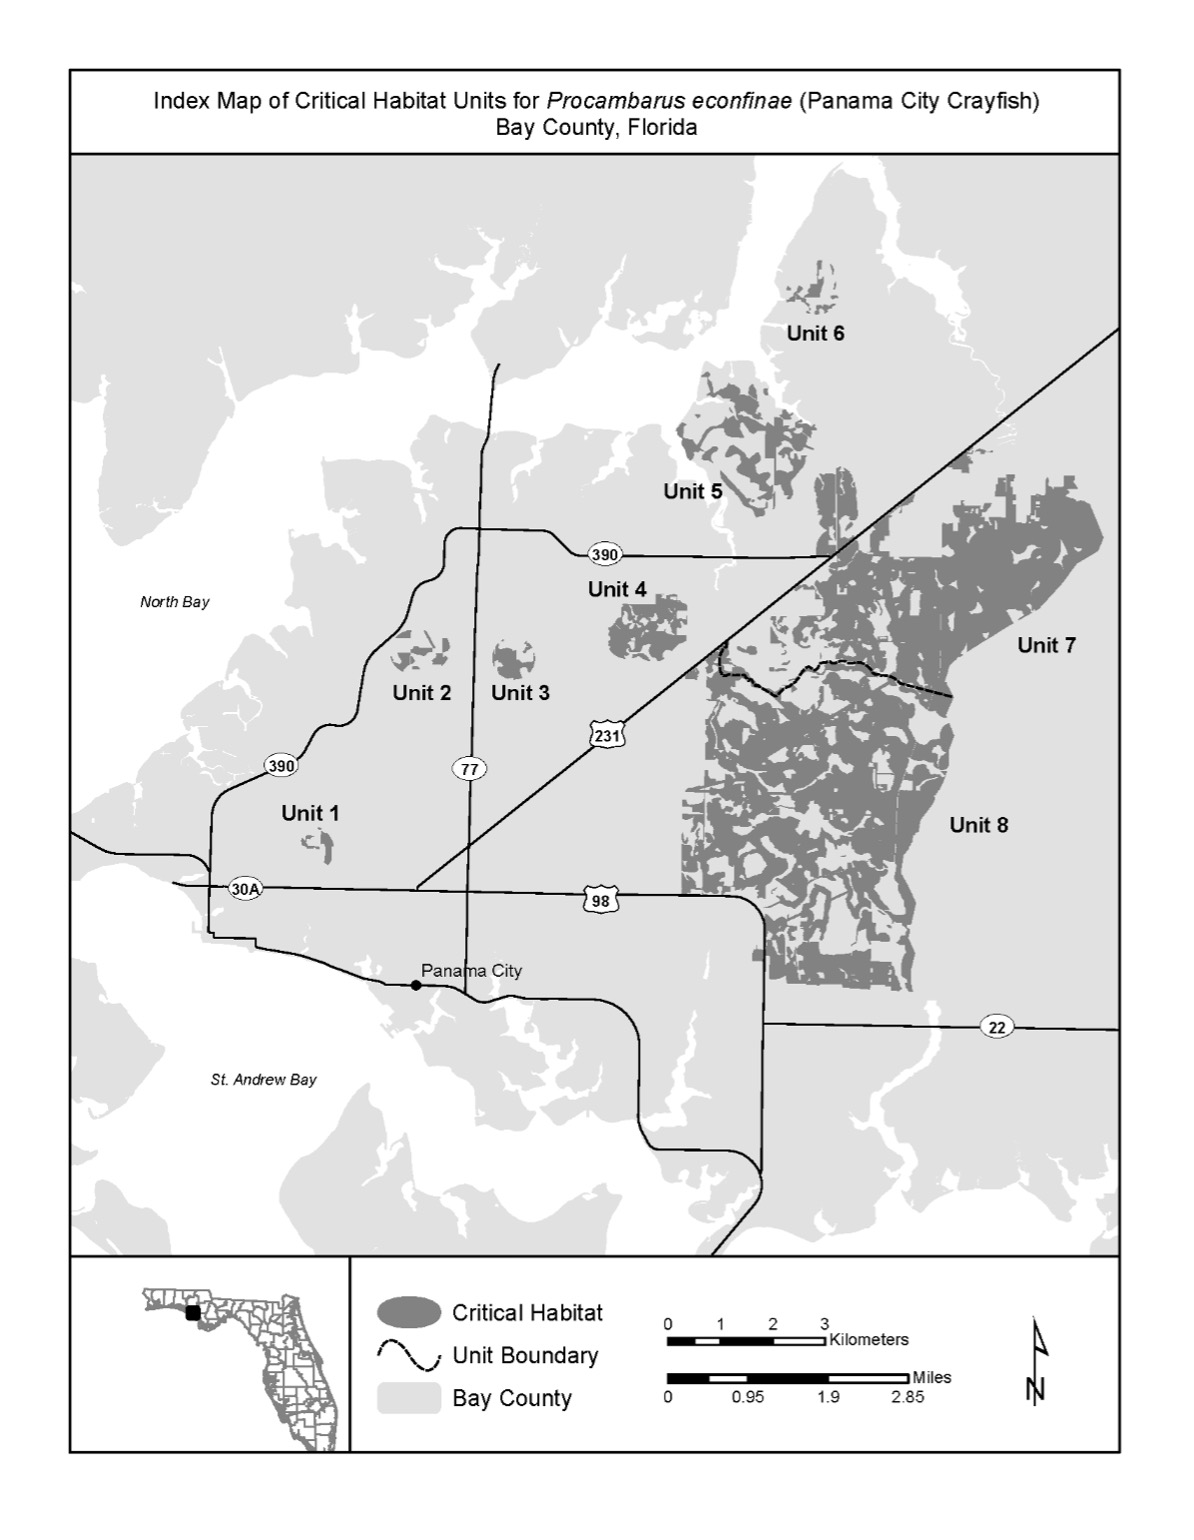 Index Map of Critical Habitat Units for Procambarus econfinae (Panama City Crayfish)
Bay County, Florida
Unit 6
Unit 5
390
Unit 4
North Bay
Unit 7
Unit 2
Unit 3
231
390
77
Unit 1
Unit 8
30A
98
Panama City
22
St. Andrew Bay
Critical Habitat
Unit Boundary
Bay County
0 1 2 3
Kilometers
Miles
0 0.95 1.9 2.85
N